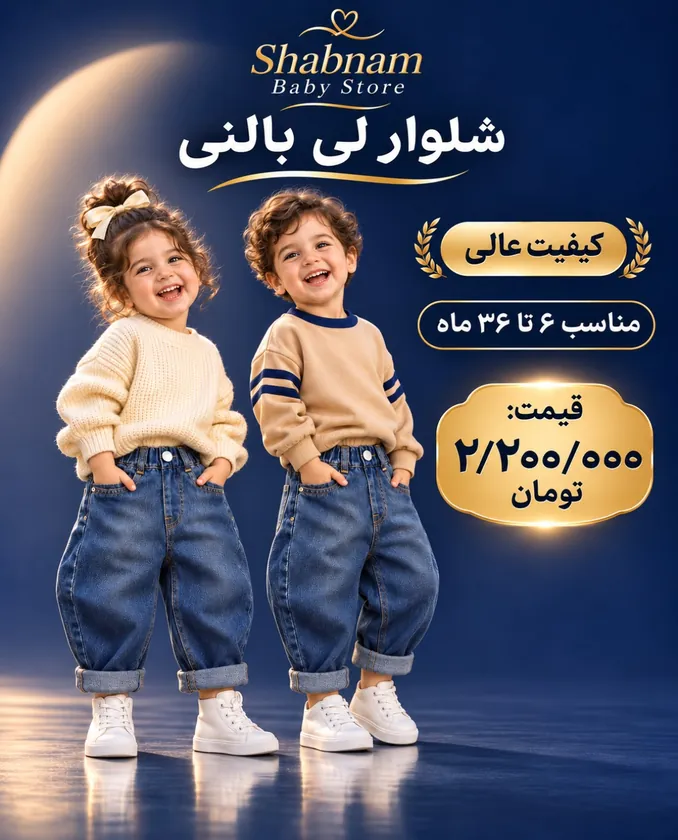 Shabnam
Baby Store
شلوار لی بالنی
کیفیت عالی
مناسب ۶ تا ۳۶ ماه
قیمت:
۲/۲۰۰/۰۰۰
تومان